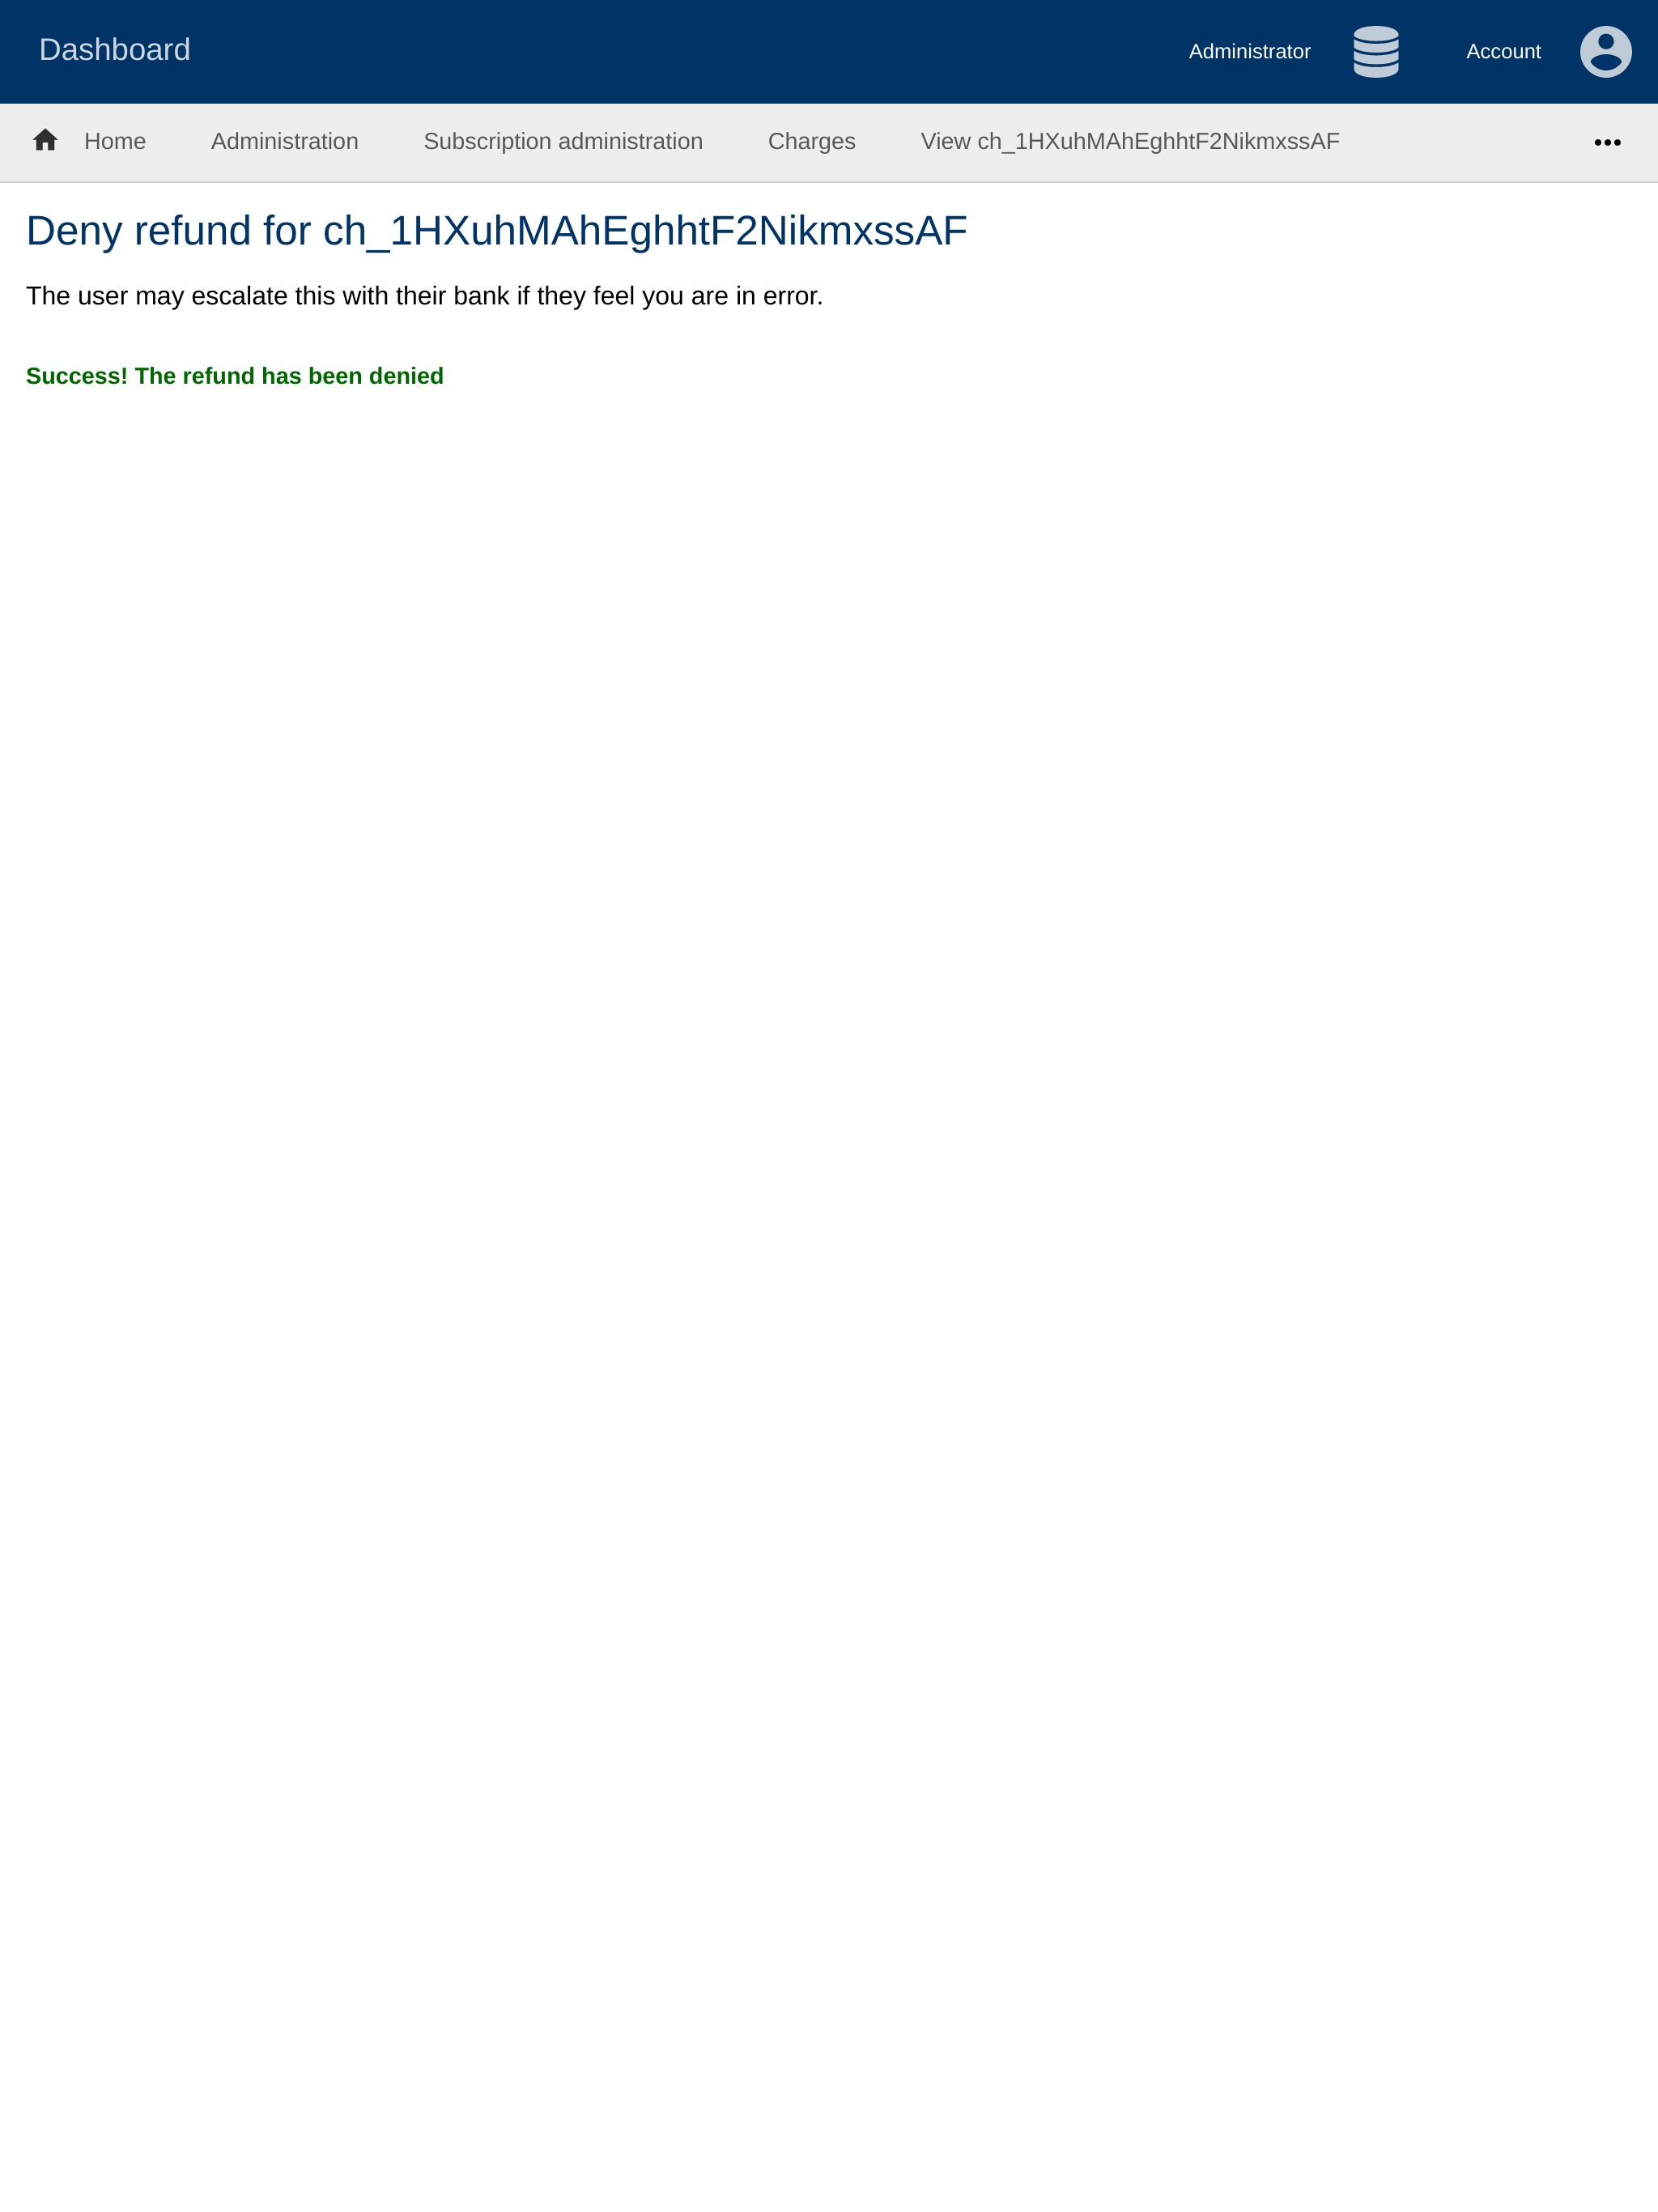 Dashboard
Administrator
Account
Home
Administration
Subscription administration
Charges
View ch_1HXuhMAhEghhtF2NikmxssAF
Deny refund for ch_1HXuhMAhEghhtF2NikmxssAF
The user may escalate this with their bank if they feel you are in error.
Success! The refund has been denied